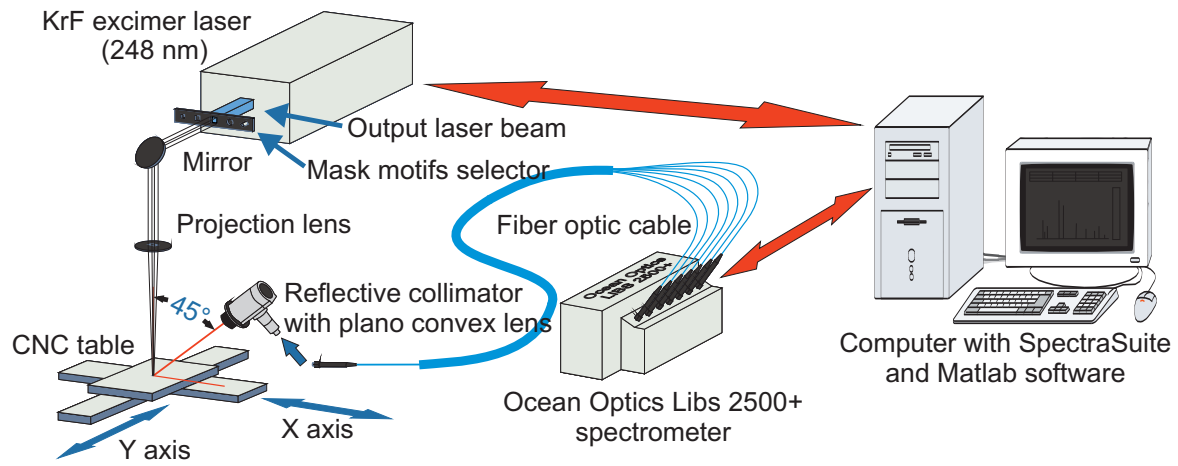 KrF excimer laser
(248 nm)
Output laser beam
Mask motifs selector
Mirror
Projection lens
Fiber optic cable
45°
Reflective collimator
with plano convex lens
CNC table
X axis
Y axis
Ocean Optics
LIBS 2500+
Ocean Optics Libs 2500+
spectrometer
Computer with SpectraSuite
and Matlab software